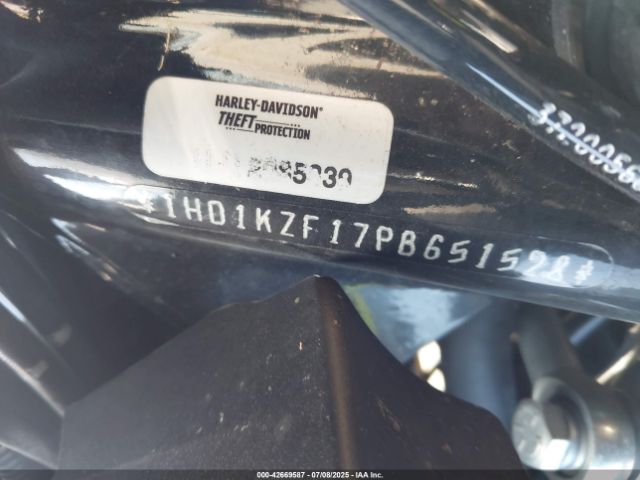 HARLEY-DAVIDSON®
THEFT
PROTECTION
*1HD1KZF17PB651528*
000-42669587 07/08/2025 IAA Inc.